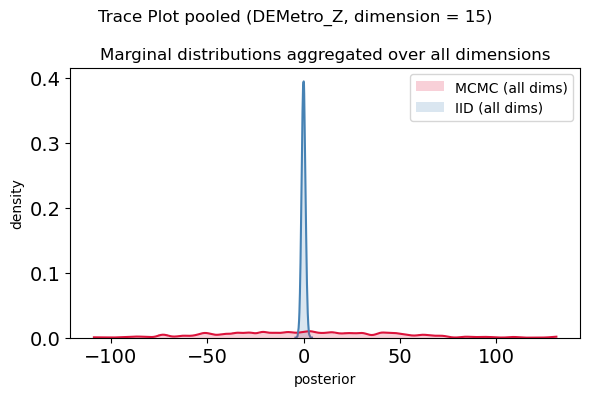 Trace Plot pooled (DEMetro_Z, dimension = 15)
Marginal distributions aggregated over all dimensions
MCMC (all dims)
IID (all dims)
density
0.4
0.3
0.2
0.1
0.0
−100
−50
0
50
100
posterior